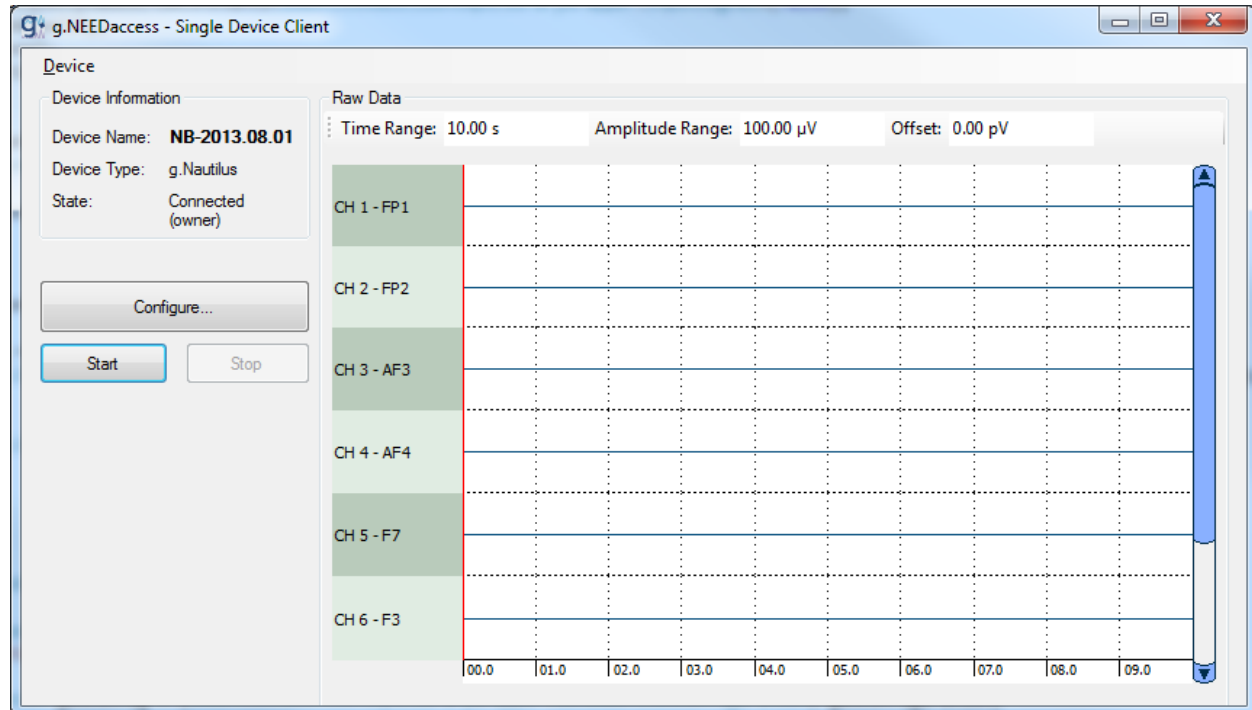 g.NEEDaccess - Single Device Client
Device
Device Information
Device Name: NB-2013.08.01
Device Type: g.Nautilus
State: Connected
(owner)
Configure...
Start Stop
Raw Data
Time Range: 10.00 s Amplitude Range: 100.00 µV Offset: 0.00 pV
CH 1 - FP1
CH 2 - FP2
CH 3 - AF3
CH 4 - AF4
CH 5 - F7
CH 6 - F3
00.0 01.0 02.0 03.0 04.0 05.0 06.0 07.0 08.0 09.0